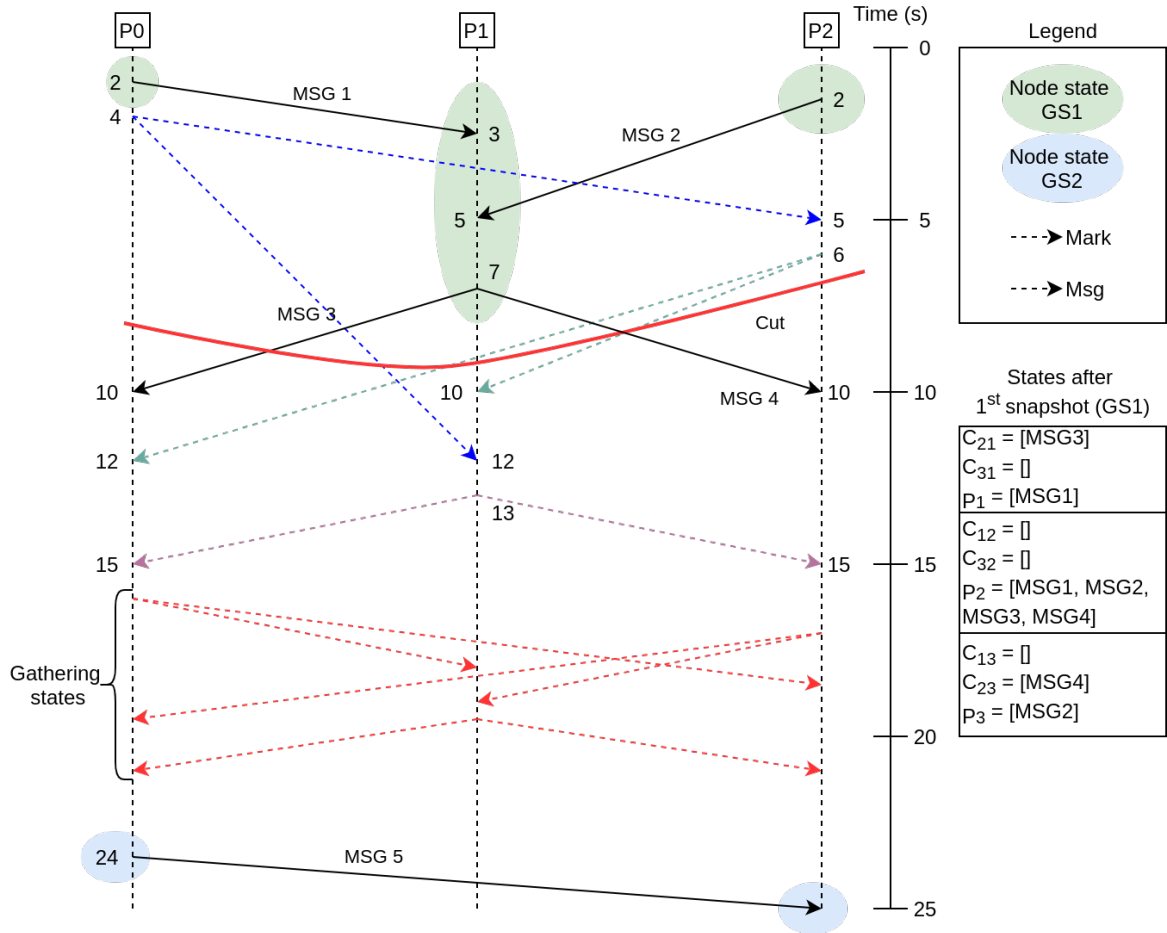 P0
P1
P2
Time (s)
0
Legend
Node state
GS1
Node state
GS2
Mark
Msg
2
MSG 1
3
MSG 2
2
4
5
5
5
6
7
MSG 3
Cut
10
10
MSG 4
10
10
12
12
13
15
15
15
Gathering
states
20
24
MSG 5
25
States after
1st snapshot (GS1)
C21 = [MSG3]
C31 = []
P1 = [MSG1]
C12 = []
C32 = []
P2 = [MSG1, MSG2,
MSG3, MSG4]
C13 = []
C23 = [MSG4]
P3 = [MSG2]